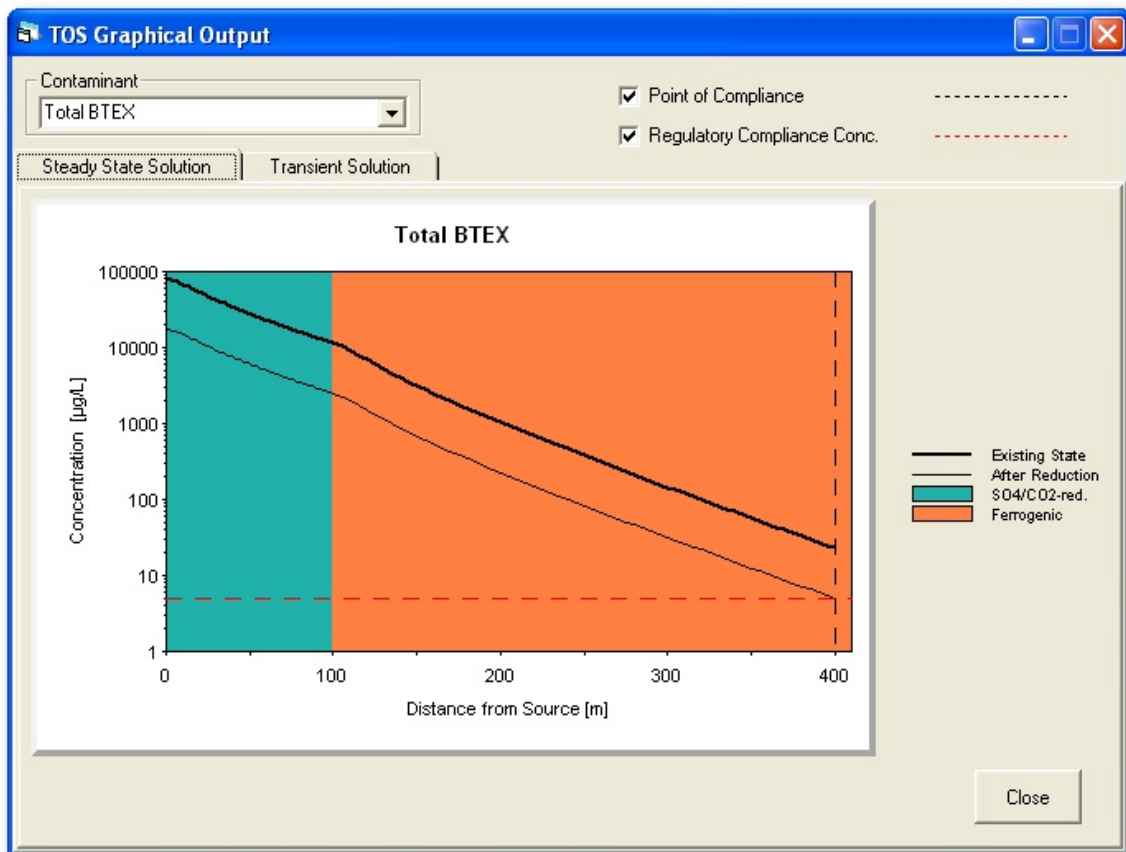 TOS Graphical Output
Contaminant
Total BTEX
Point of Compliance
Regulatory Compliance Conc.
Steady State Solution
Transient Solution
Total BTEX
100000
10000
1000
100
10
1
Concentration [µg/L]
0
100
200
300
400
Distance from Source [m]
Existing State
After Reduction
SO4/CO2-red.
Ferrogenic
Close